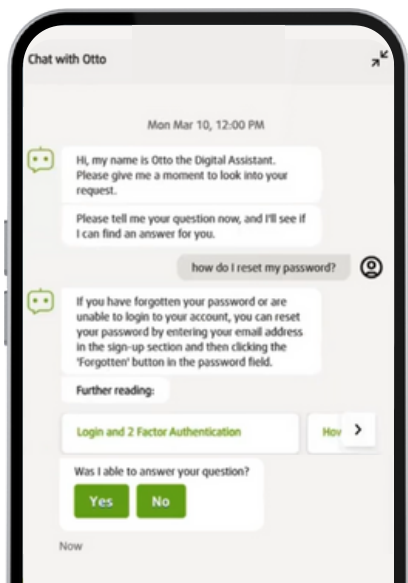 Chat with Otto
Mon Mar 10, 12:00 PM
Hi, my name is Otto the Digital Assistant.
Please give me a moment to look into your
request.
Please tell me your question now, and I'll see if
I can find an answer for you.
how do I reset my password?
If you have forgotten your password or are
unable to login to your account, you can reset
your password by entering your email address
in the sign-up section and then clicking the
'Forgotten' button in the password field.
Further reading:
Login and 2 Factor Authentication
Was I able to answer your question?
Yes No
Now